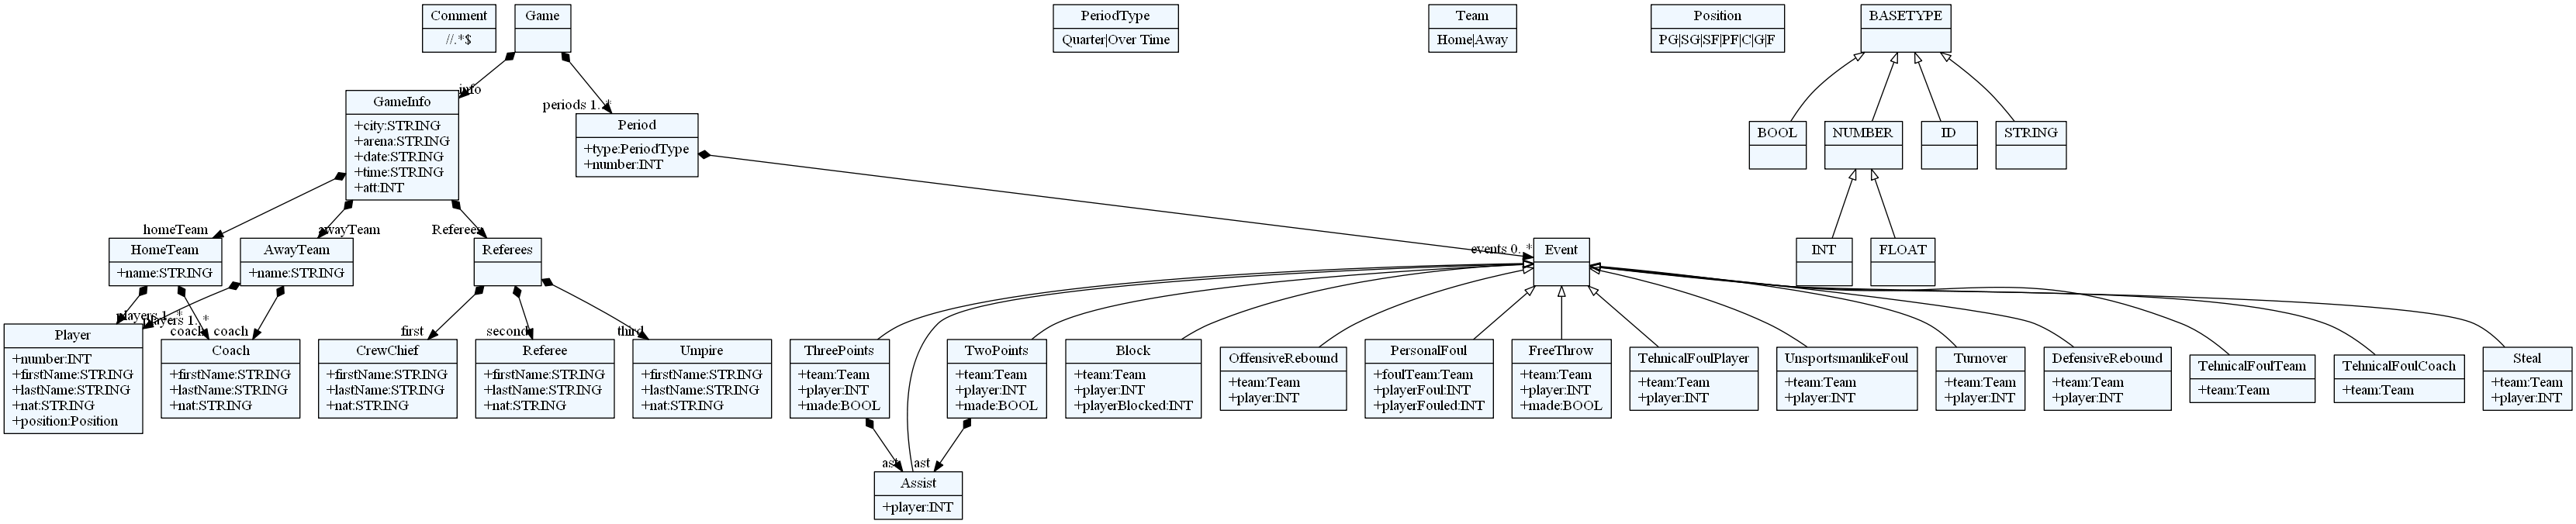 Comment
//.*$
Game
PeriodType
Quarter|Over Time
Team
Home|Away
Position
PG|SG|SF|PF|C|G|F
BASETYPE
info
periods 1..*
GameInfo
+city:STRING
+arena:STRING
+date:STRING
+time:STRING
+att:INT
Period
+type:PeriodType
+number:INT
BOOL
NUMBER
ID
STRING
homeTeam
awayTeam
Referees
events 0..*
HomeTeam
+name:STRING
AwayTeam
+name:STRING
Referees
Event
INT
FLOAT
players 1..*
players 1..*
coach
coach
first
second
third
Player
+number:INT
+firstName:STRING
+lastName:STRING
+nat:STRING
+position:Position
Coach
+firstName:STRING
+lastName:STRING
+nat:STRING
CrewChief
+firstName:STRING
+lastName:STRING
+nat:STRING
Referee
+firstName:STRING
+lastName:STRING
+nat:STRING
Umpire
+firstName:STRING
+lastName:STRING
+nat:STRING
ThreePoints
+team:Team
+player:INT
+made:BOOL
TwoPoints
+team:Team
+player:INT
+made:BOOL
Block
+team:Team
+player:INT
+playerBlocked:INT
OffensiveRebound
+team:Team
+player:INT
PersonalFoul
+foulTeam:Team
+playerFoul:INT
+playerFouled:INT
FreeThrow
+team:Team
+player:INT
+made:BOOL
TehnicalFoulPlayer
+team:Team
+player:INT
UnsportsmanlikeFoul
+team:Team
+player:INT
Turnover
+team:Team
+player:INT
DefensiveRebound
+team:Team
+player:INT
TehnicalFoulTeam
+team:Team
TehnicalFoulCoach
+team:Team
Steal
+team:Team
+player:INT
ast
ast
Assist
+player:INT